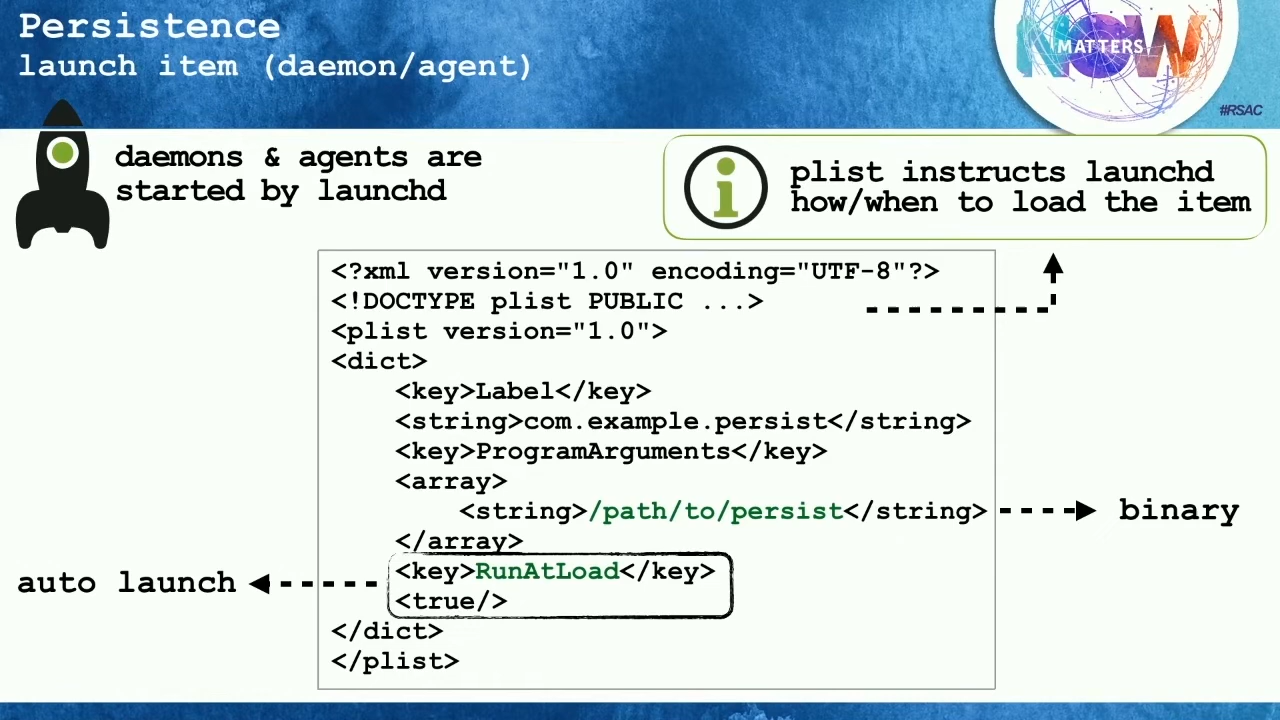 Persistence
launch item (daemon/agent)
NOW
MATTERS
#RSAC
daemons & agents are
started by launchd
plist instructs launchd
how/when to load the item
<?xml version="1.0" encoding="UTF-8"?>
<!DOCTYPE plist PUBLIC ...>
<plist version="1.0">
<dict>
<key>Label</key>
<string>com.example.persist</string>
<key>ProgramArguments</key>
<array>
<string>/path/to/persist</string>
binary
</array>
<key>RunAtLoad</key>
auto launch
<true/>
</dict>
</plist>